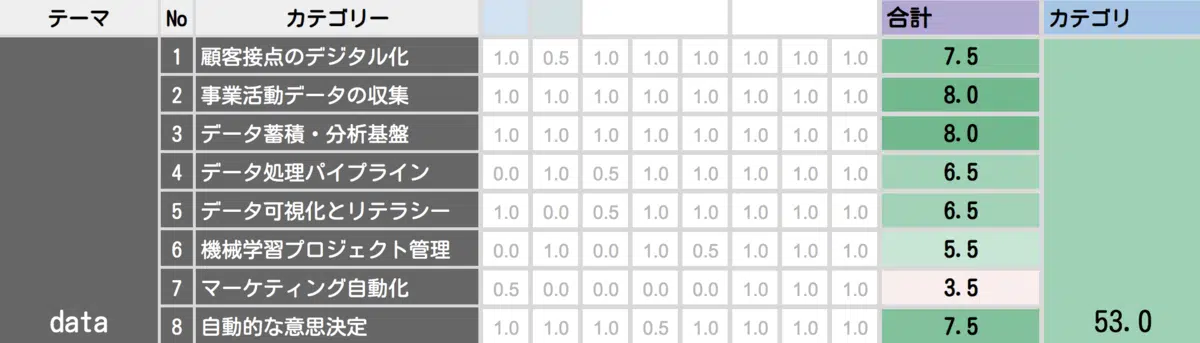 テーマ No カテゴリー 合計 カテゴリ
1 顧客接点のデジタル化 1.0 0.5 1.0 1.0 1.0 1.0 1.0 1.0 7.5
2 事業活動データの収集 1.0 1.0 1.0 1.0 1.0 1.0 1.0 1.0 8.0
3 データ蓄積・分析基盤 1.0 1.0 1.0 1.0 1.0 1.0 1.0 1.0 8.0
4 データ処理パイプライン 0.0 1.0 0.5 1.0 1.0 1.0 1.0 1.0 6.5
5 データ可視化とリテラシー 1.0 0.0 0.5 1.0 1.0 1.0 1.0 1.0 6.5
6 機械学習プロジェクト管理 0.0 1.0 0.0 1.0 0.5 1.0 1.0 1.0 5.5
7 マーケティング自動化 0.5 0.0 0.0 0.0 0.0 1.0 1.0 1.0 3.5
data 8 自動的な意思決定 1.0 1.0 1.0 0.5 1.0 1.0 1.0 1.0 7.5 53.0